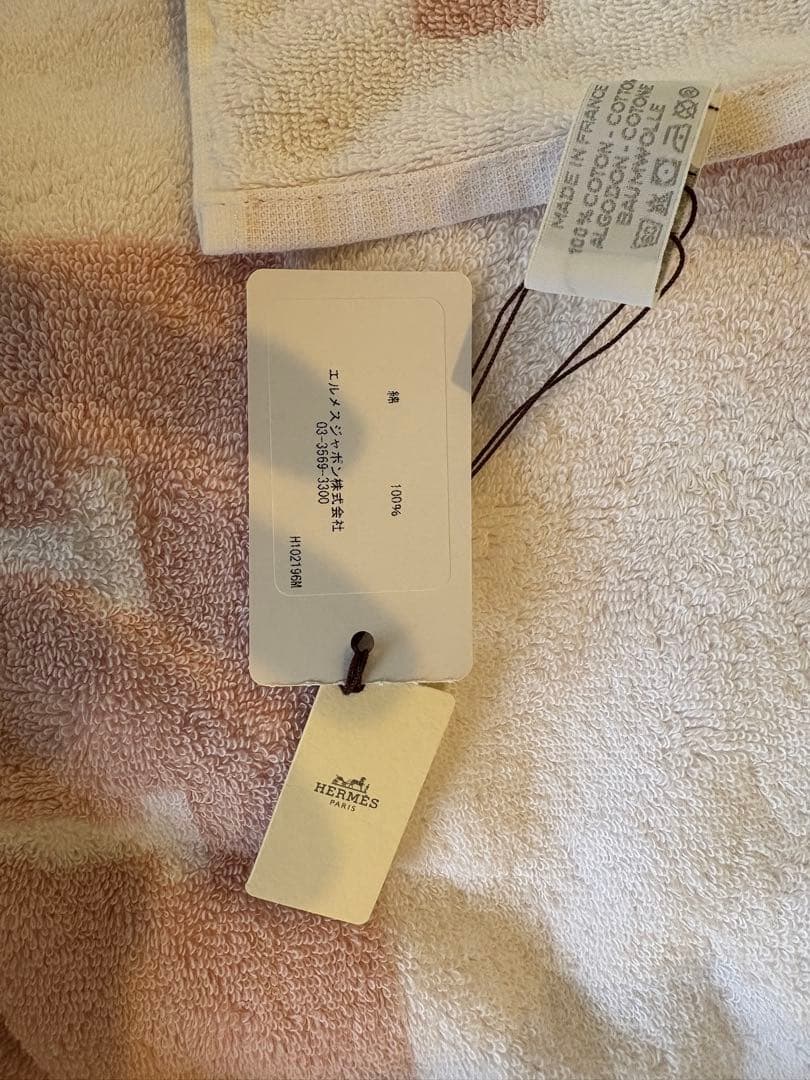 MADE IN FRANCE
100 % COTON - COTTON
ALGODON - COTONE
BAUMWOLLE
綿 100%
エルメスジャポン株式会社
03-3569-3300
H102196M
HERMÈS
PARIS